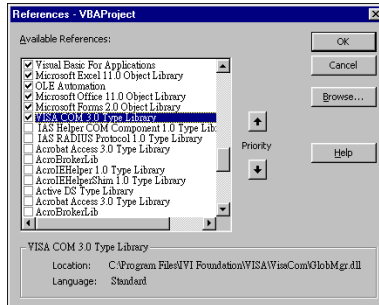 References - VBAProject
Available References:
Visual Basic For Applications
Microsoft Excel 11.0 Object Library
OLE Automation
Microsoft Office 11.0 Object Library
Microsoft Forms 2.0 Object Library
VISA COM 3.0 Type Library
IAS Helper COM Component 1.0 Type Lib:
IAS RADIUS Protocol 1.0 Type Library
Acrobat Access 3.0 Type Library
AcroBrokerLib
AcroIEHelper 1.0 Type Library
AcroIEHelperShim 1.0 Type Library
Active DS Type Library
Acrobat Access 3.0 Type Library
AcroBrokerLib
OK
Cancel
Browse...
Priority
Help
VISA COM 3.0 Type Library
Location: C:\Program Files\IVI Foundation\VISA\VisaCom\GlobMgr.dll
Language: Standard